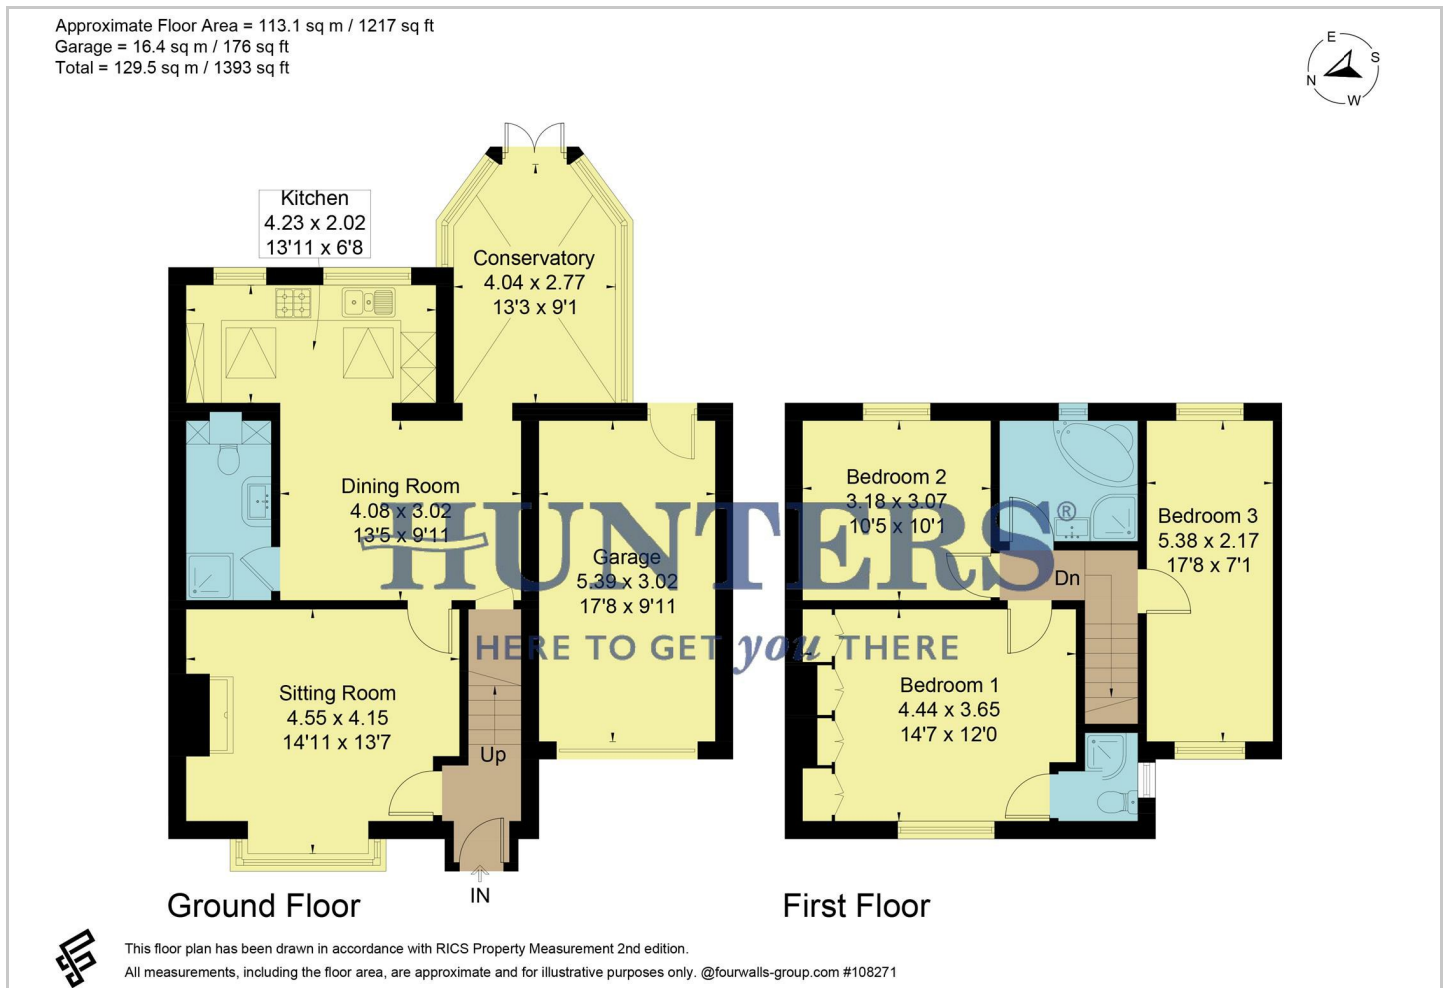 Approximate Floor Area = 113.1 sq m / 1217 sq ft
Garage = 16.4 sq m / 176 sq ft
Total = 129.5 sq m / 1393 sq ft
E
S
N
W
Kitchen
4.23 x 2.02
13'11 x 6'8
Conservatory
4.04 x 2.77
13'3 x 9'1
Dining Room
4.08 x 3.02
13'5 x 9'11
Garage
5.39 x 3.02
17'8 x 9'11
Sitting Room
4.55 x 4.15
14'11 x 13'7
Up
IN
Ground Floor
Bedroom 2
3.18 x 3.07
10'5 x 10'1
Bedroom 3
5.38 x 2.17
17'8 x 7'1
Dn
Bedroom 1
4.44 x 3.65
14'7 x 12'0
First Floor
HUNTERS®
HERE TO GET you THERE
This floor plan has been drawn in accordance with RICS Property Measurement 2nd edition.
All measurements, including the floor area, are approximate and for illustrative purposes only. @fourwalls-group.com #108271